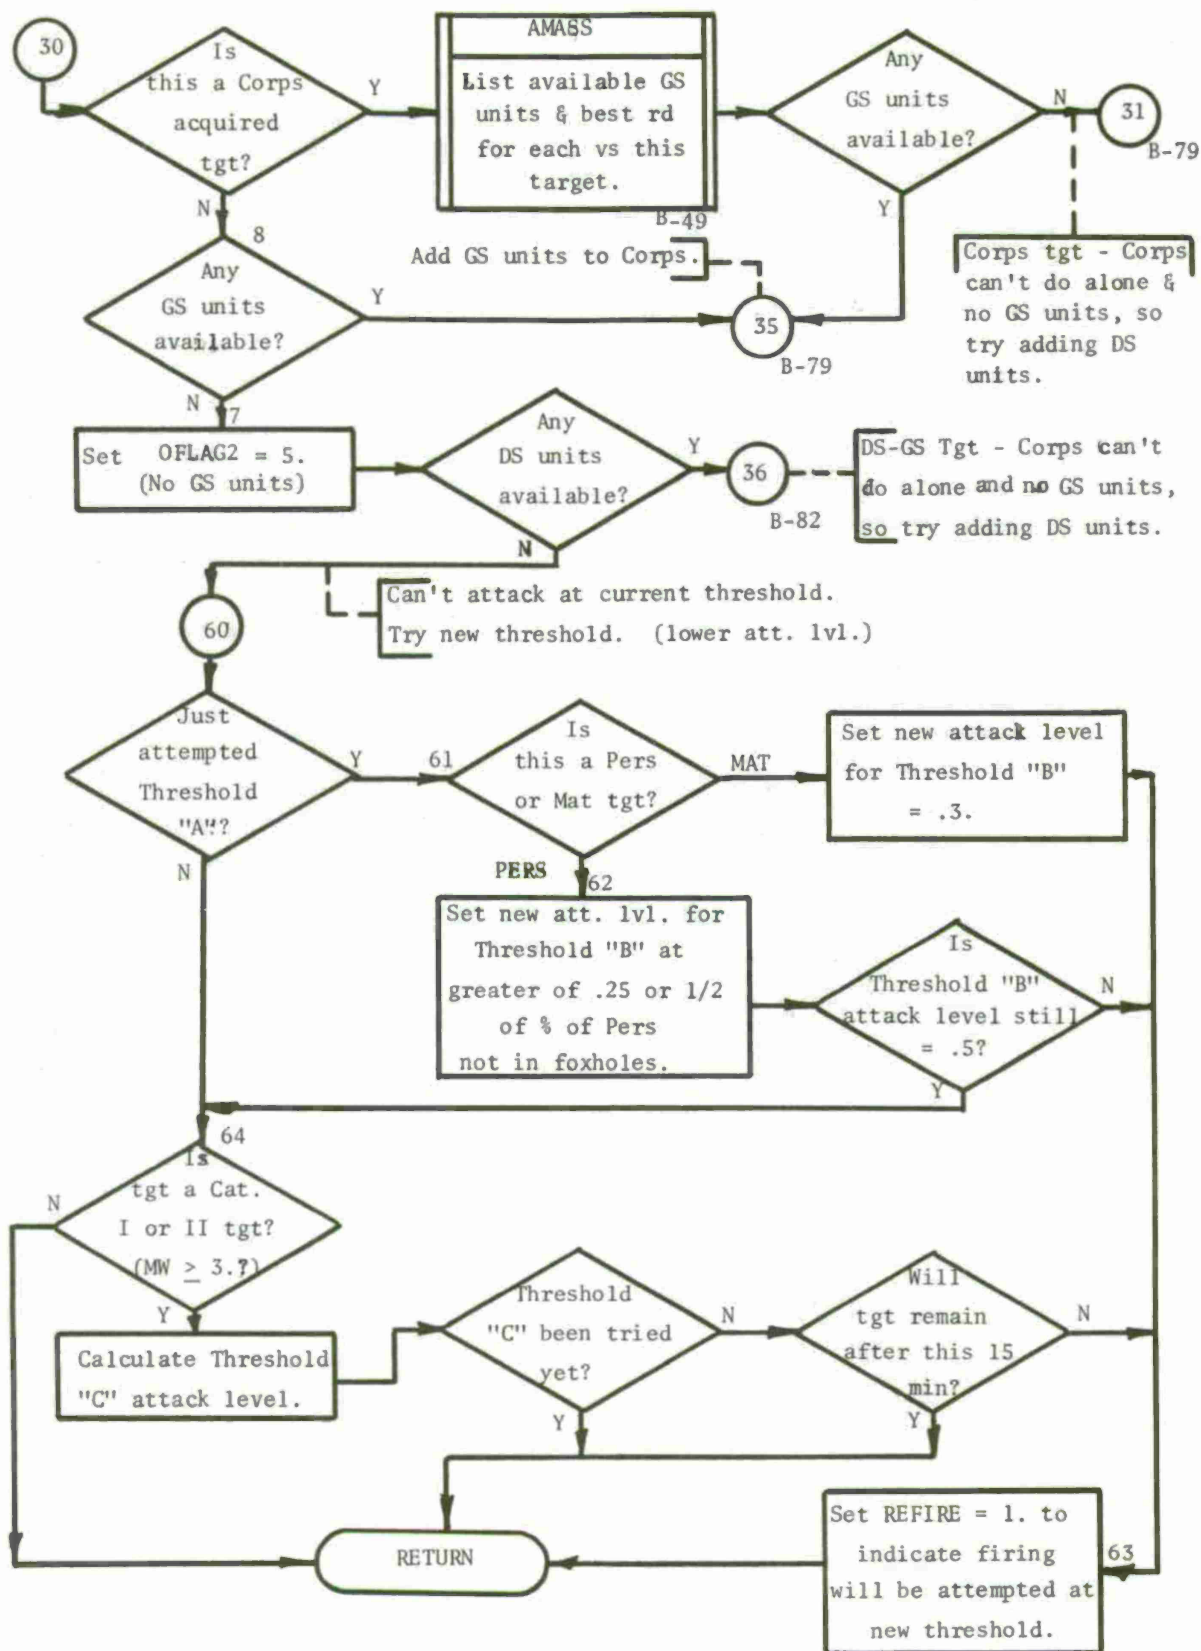 30
Is
this a Corps
acquired
tgt?
Y
N
AMASS
List available GS
units & best rd
for each vs this
target.
B-49
Any
GS units
available?
N
Y
31
B-79
Corps tgt - Corps
can't do alone &
no GS units, so
try adding DS
units.
8
Any
GS units
available?
Y
N
Add GS units to Corps.
35
B-79
7
Set OFLAG2 = 5.
(No GS units)
Any
DS units
available?
Y
N
36
B-82
DS-GS Tgt - Corps can't
do alone and no GS units,
so try adding DS units.
Can't attack at current threshold.
Try new threshold. (lower att. lvl.)
60
Just
attempted
Threshold
"A"?
Y
N
61
Is
this a Pers
or Mat tgt?
MAT
PERS
Set new attack level
for Threshold "B"
= .3.
62
Set new att. lvl. for
Threshold "B" at
greater of .25 or 1/2
of % of Pers
not in foxholes.
Is
Threshold "B"
attack level still
= .5?
N
Y
64
Is
tgt a Cat.
I or II tgt?
(MW ≥ 3.?)
N
Y
Calculate Threshold
"C" attack level.
Threshold
"C" been tried
yet?
N
Y
Will
tgt remain
after this 15
min?
N
Y
RETURN
Set REFIRE = 1. to
indicate firing
will be attempted at
new threshold.
63